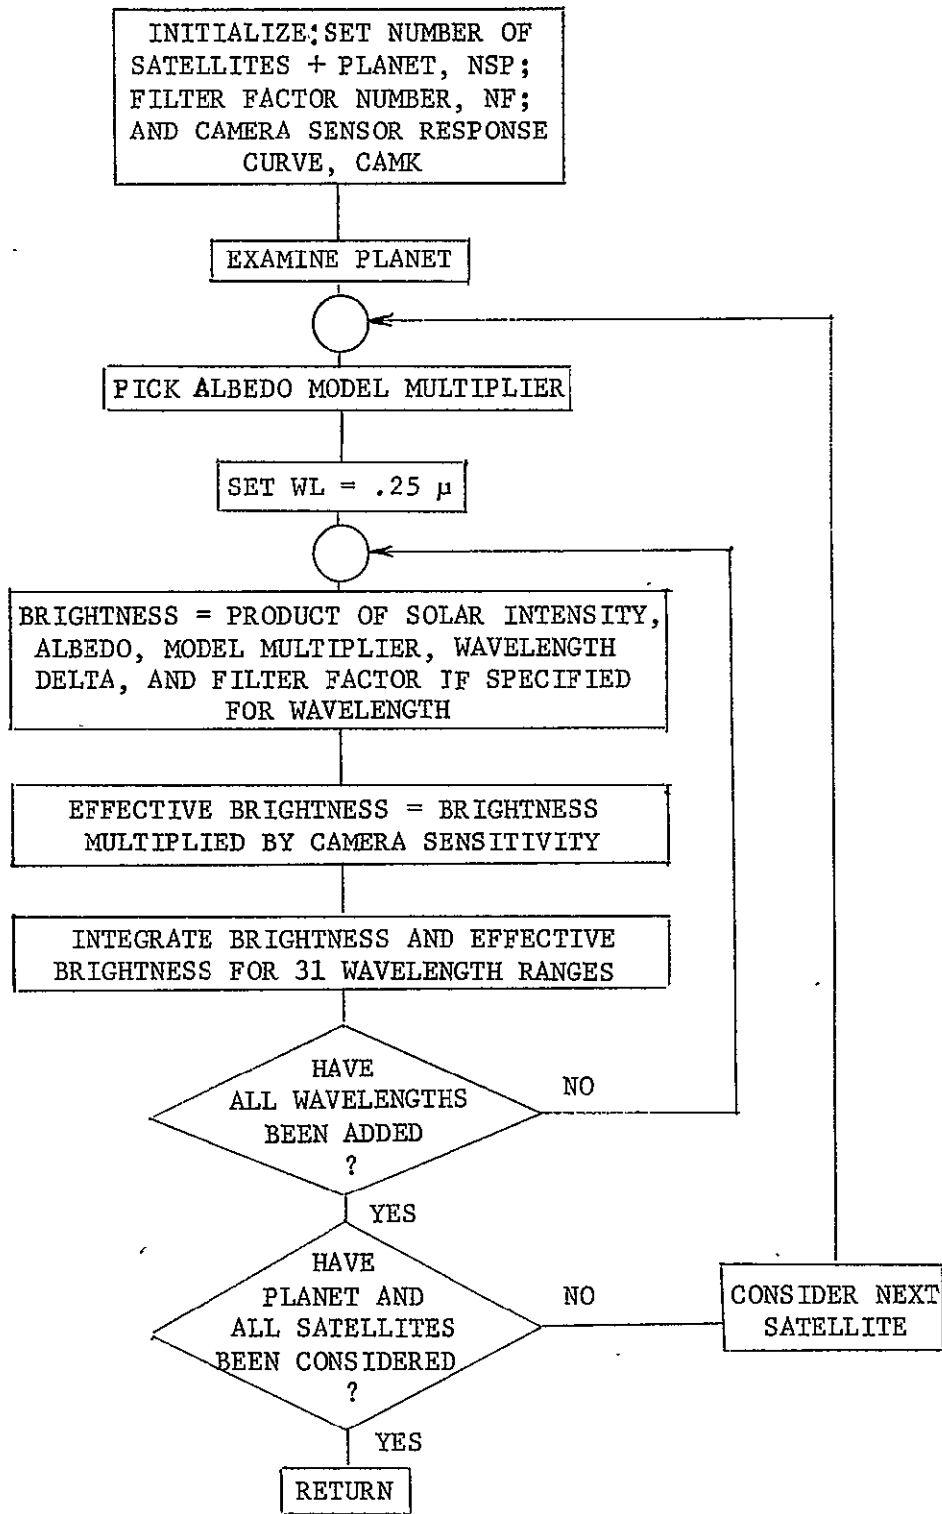 INITIALIZE: SET NUMBER OF
SATELLITES + PLANET, NSP;
FILTER FACTOR NUMBER, NF;
AND CAMERA SENSOR RESPONSE
CURVE, CAMK
EXAMINE PLANET
PICK ALBEDO MODEL MULTIPLIER
SET WL = .25 μ
BRIGHTNESS = PRODUCT OF SOLAR INTENSITY,
ALBEDO, MODEL MULTIPLIER, WAVELENGTH
DELTA, AND FILTER FACTOR IF SPECIFIED
FOR WAVELENGTH
EFFECTIVE BRIGHTNESS = BRIGHTNESS
MULTIPLIED BY CAMERA SENSITIVITY
INTEGRATE BRIGHTNESS AND EFFECTIVE
BRIGHTNESS FOR 31 WAVELENGTH RANGES
HAVE
ALL WAVELENGTHS
BEEN ADDED
?
NO
YES
HAVE
PLANET AND
ALL SATELLITES
BEEN CONSIDERED
?
NO
CONSIDER NEXT
SATELLITE
YES
RETURN